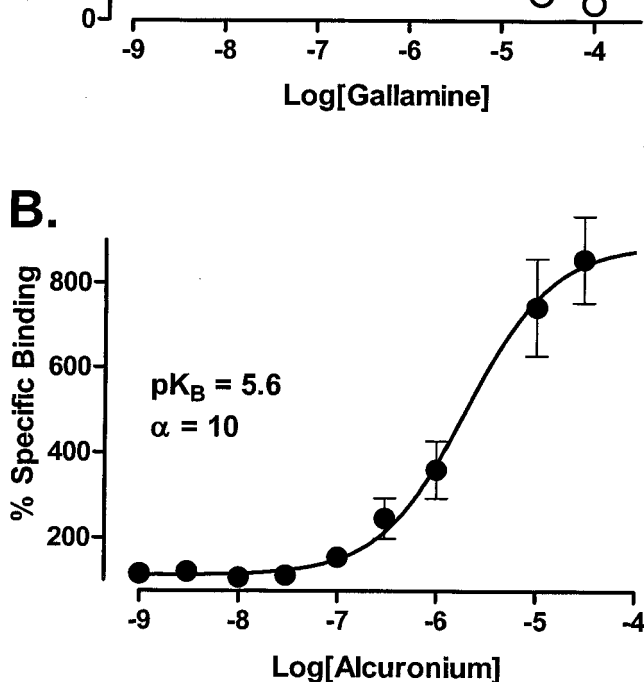 0
-9 -8 -7 -6 -5 -4
Log[Gallamine]
B.
% Specific Binding
800
600
400
200
pK_B = 5.6
α = 10
-9 -8 -7 -6 -5 -4
Log[Alcuronium]